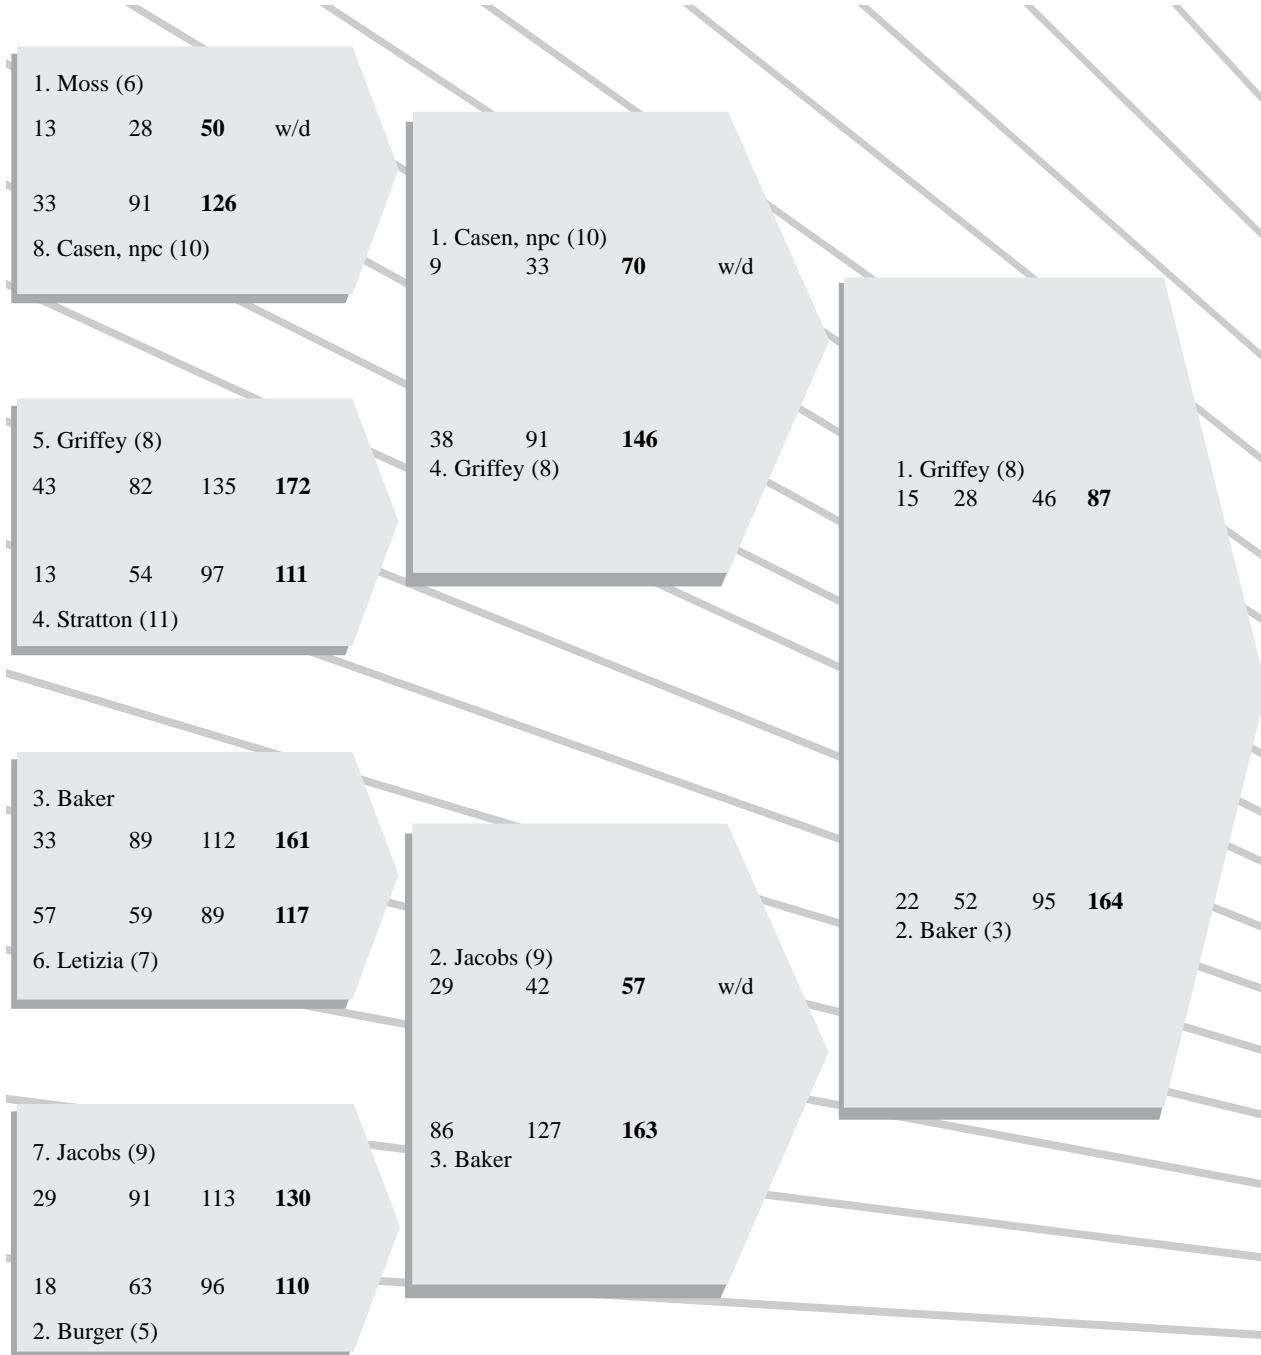 1. Moss (6)
13 28 50 w/d
33 91 126
8. Casen, npc (10)
5. Griffey (8)
43 82 135 172
13 54 97 111
4. Stratton (11)
3. Baker
33 89 112 161
57 59 89 117
6. Letizia (7)
7. Jacobs (9)
29 91 113 130
18 63 96 110
2. Burger (5)
1. Casen, npc (10)
9 33 70 w/d
38 91 146
4. Griffey (8)
2. Jacobs (9)
29 42 57 w/d
86 127 163
3. Baker
1. Griffey (8)
15 28 46 87
22 52 95 164
2. Baker (3)